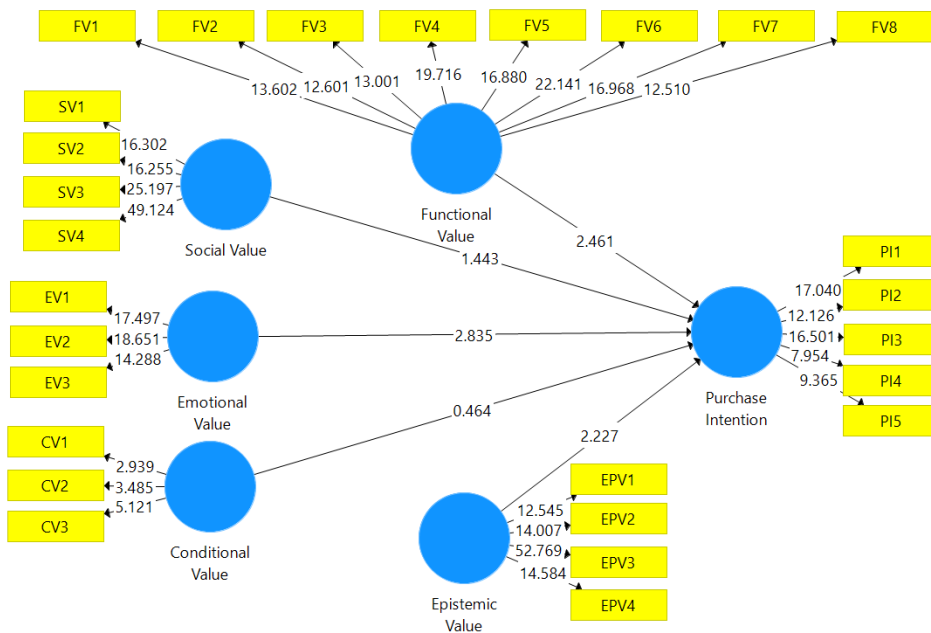 FV1
FV2
FV3
FV4
FV5
FV6
FV7
FV8
13.602
12.601
13.001
19.716
16.880
22.141
16.968
12.510
Functional
Value
SV1
SV2
SV3
SV4
16.302
16.255
25.197
49.124
Social Value
2.461
1.443
EV1
EV2
EV3
17.497
18.651
14.288
Emotional
Value
2.835
PI1
PI2
PI3
PI4
PI5
17.040
12.126
16.501
7.954
9.365
Purchase
Intention
CV1
CV2
CV3
2.939
3.485
5.121
Conditional
Value
0.464
2.227
EPV1
EPV2
EPV3
EPV4
12.545
14.007
52.769
14.584
Epistemic
Value